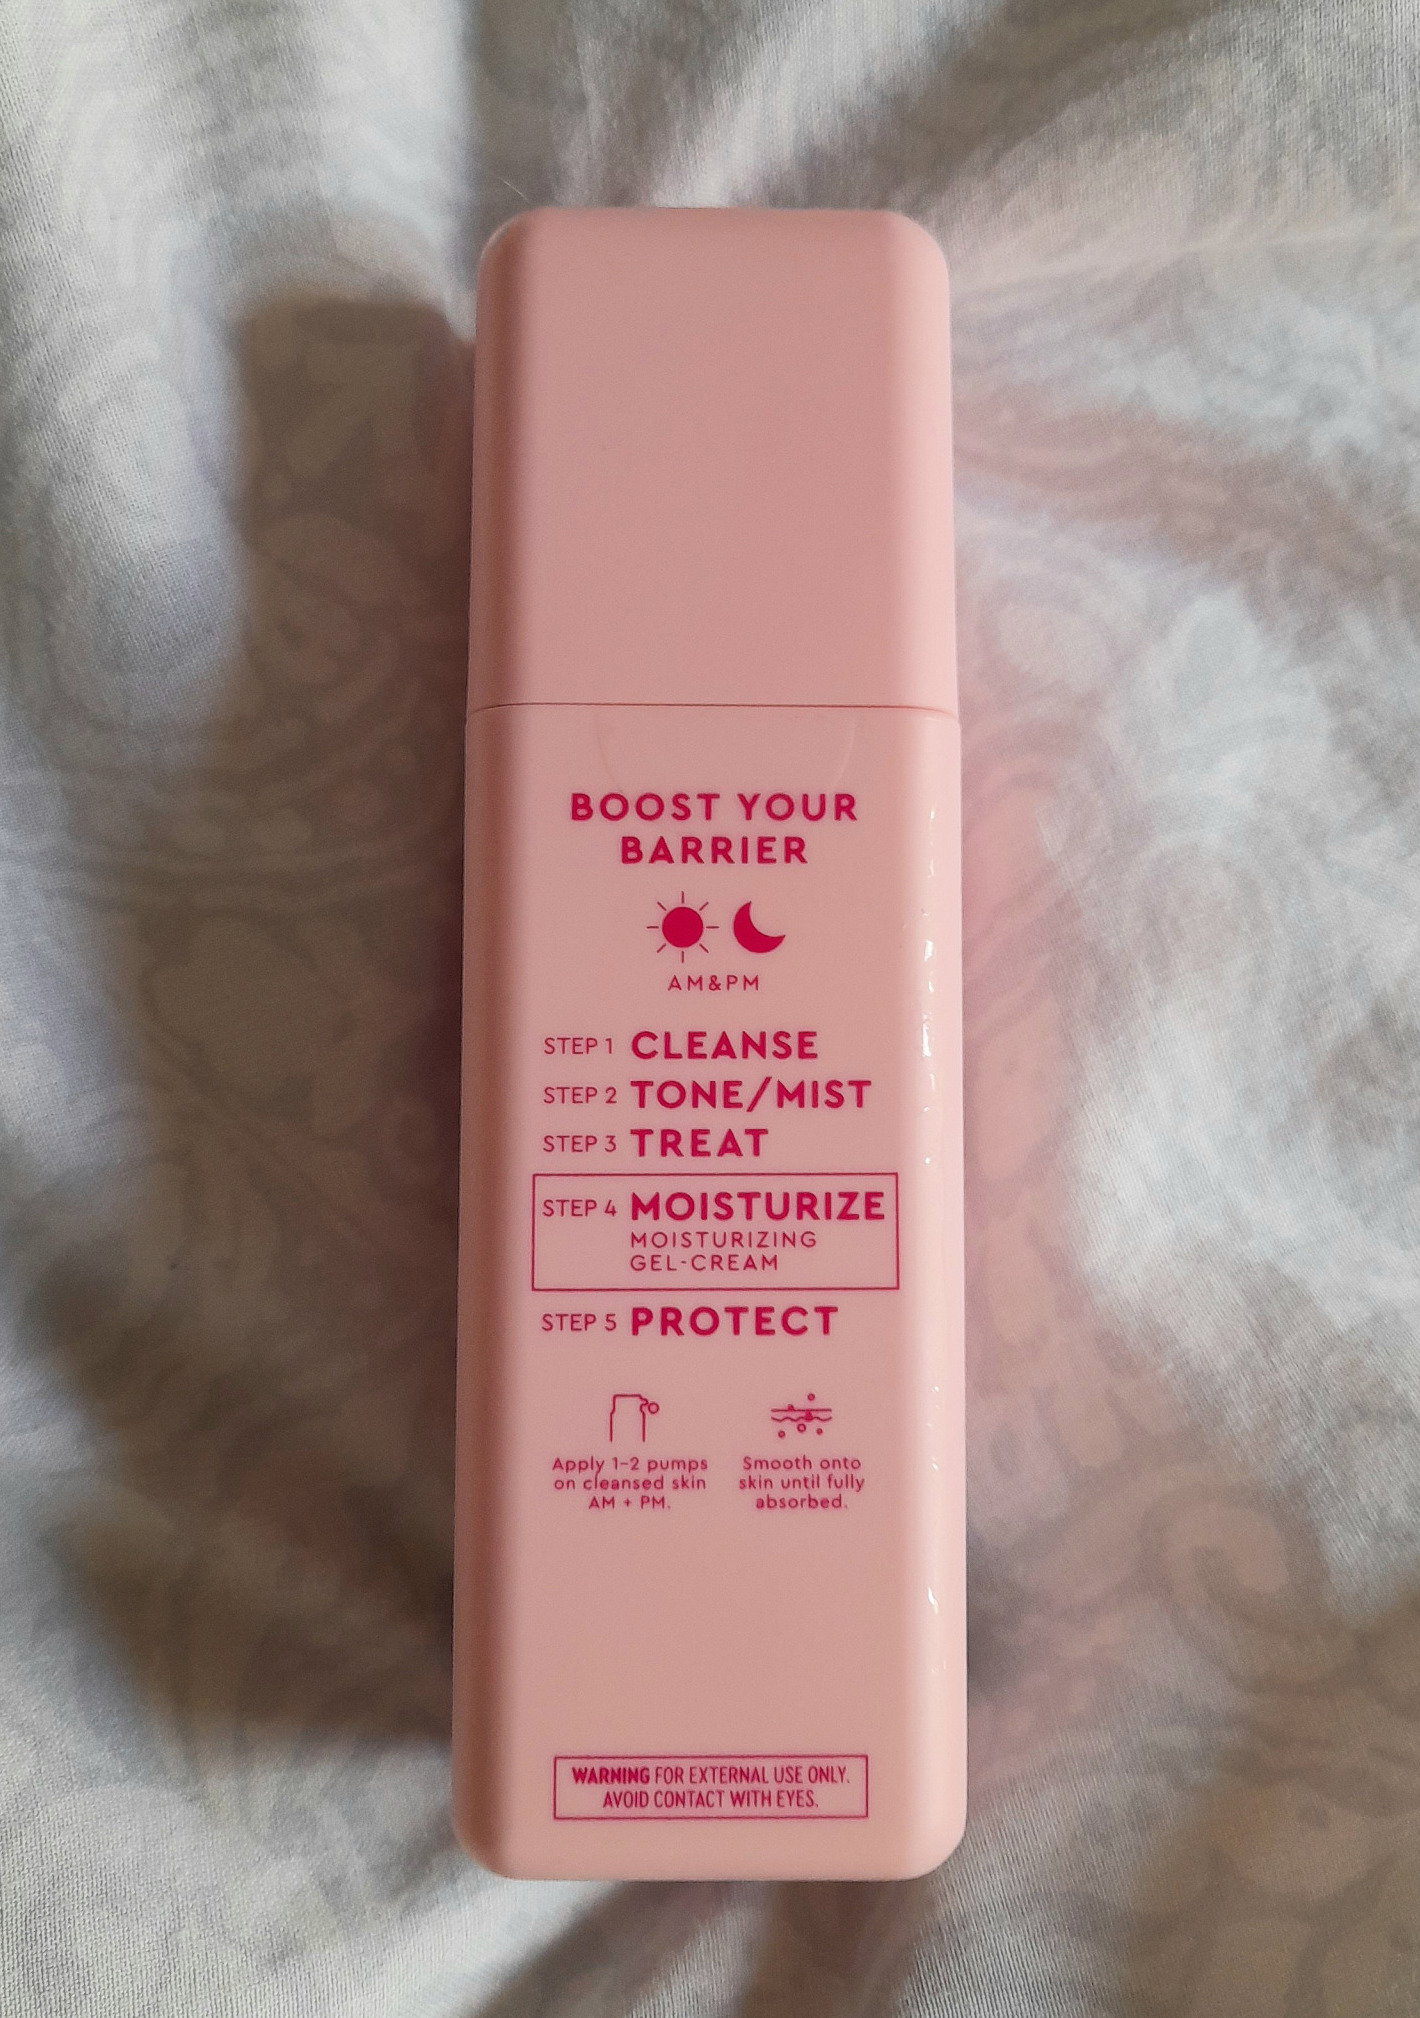 BOOST YOUR
BARRIER
AM&PM
STEP 1 CLEANSE
STEP 2 TONE/MIST
STEP 3 TREAT
STEP 4 MOISTURIZE
MOISTURIZING
GEL-CREAM
STEP 5 PROTECT
Apply 1-2 pumps
on cleansed skin
AM + PM.
Smooth onto
skin until fully
absorbed.
WARNING FOR EXTERNAL USE ONLY.
AVOID CONTACT WITH EYES.